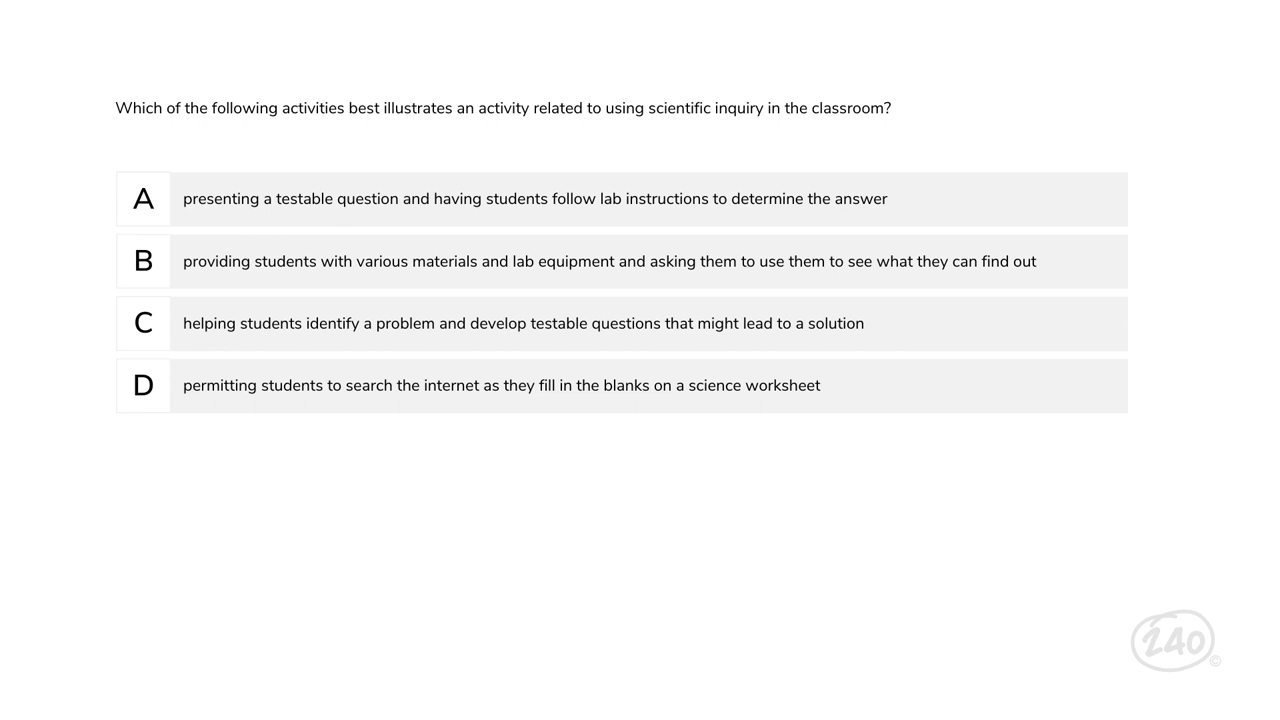 Which of the following activities best illustrates an activity related to using scientific inquiry in the classroom?
A presenting a testable question and having students follow lab instructions to determine the answer
B providing students with various materials and lab equipment and asking them to use them to see what they can find out
C helping students identify a problem and develop testable questions that might lead to a solution
D permitting students to search the internet as they fill in the blanks on a science worksheet
240
©